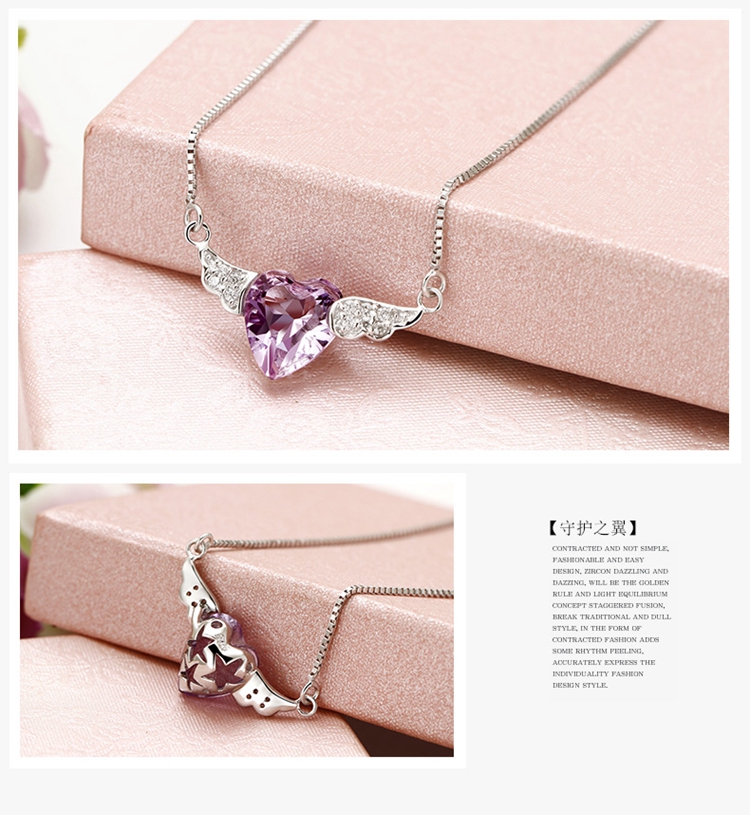 【守护之翼】
CONTRACTED AND NOT SIMPLE,
FASHIONABLE AND EASY
DESIGN, ZIRCON DAZZLING AND
DAZZING, WILL BE THE GOLDEN
RULE AND LIGHT EQUILIBRIUM
CONCEPT STAGGERED FUSION,
BREAK TRADITIONAL AND DULL
STYLE, IN THE FORM OF
CONTRACTED FASHION ADDS
SOME RHYTHM FEELING,
ACCURATELY EXPRESS THE
INDIVIDUALITY FASHION
DESIGN STYLE.